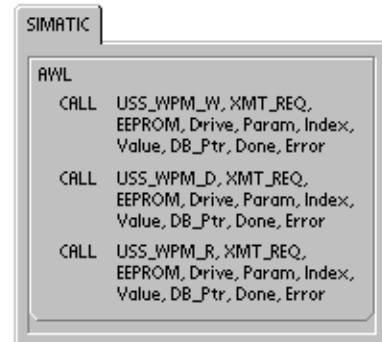 SIMATIC
AWL
CALL USS_WPM_W, XMT_REQ,
EEPROM, Drive, Param, Index,
Value, DB_Ptr, Done, Error
CALL USS_WPM_D, XMT_REQ,
EEPROM, Drive, Param, Index,
Value, DB_Ptr, Done, Error
CALL USS_WPM_R, XMT_REQ,
EEPROM, Drive, Param, Index,
Value, DB_Ptr, Done, Error